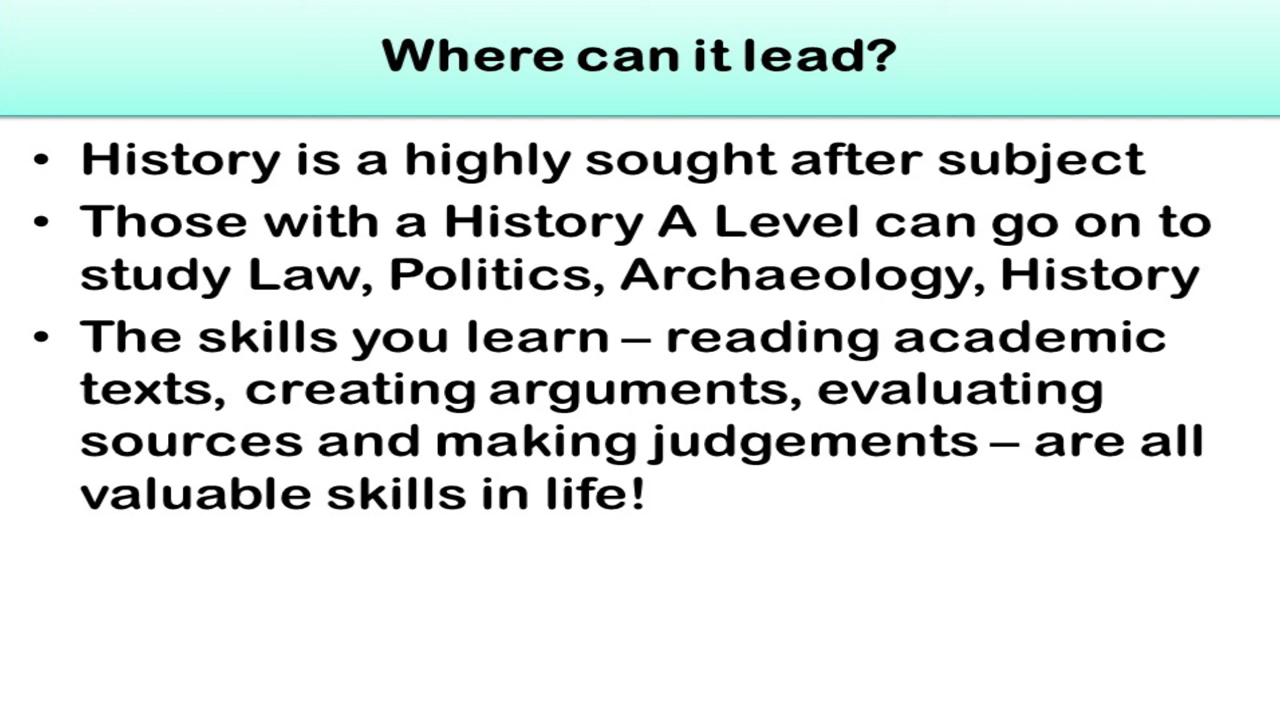 Where can it lead?
• History is a highly sought after subject
• Those with a History A Level can go on to
study Law, Politics, Archaeology, History
• The skills you learn – reading academic
texts, creating arguments, evaluating
sources and making judgements – are all
valuable skills in life!